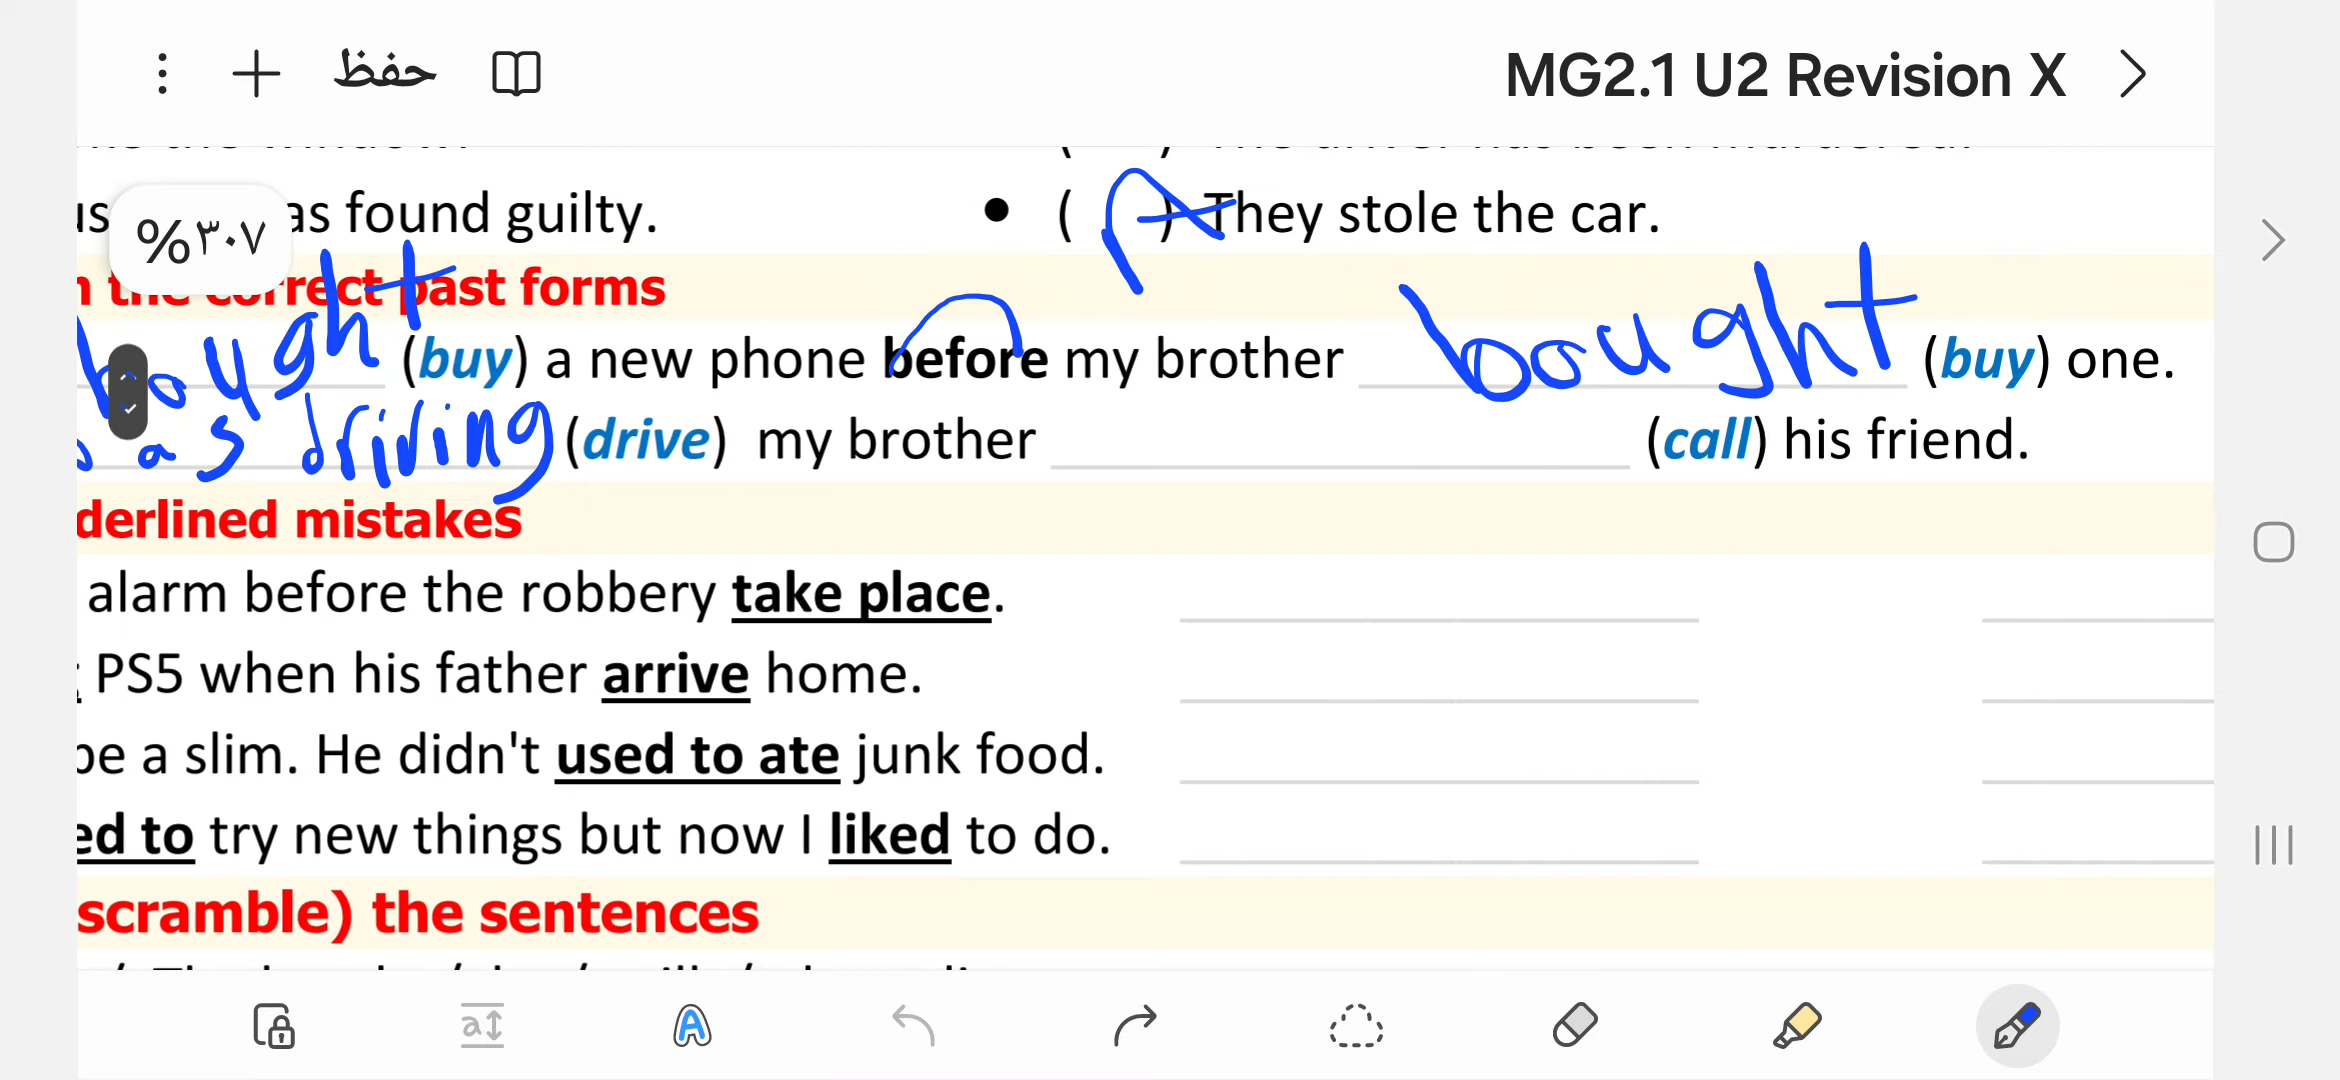 حفظ
MG2.1 U2 Revision X
%٣٠٧
as found guilty.
( ) They stole the car.
correct past forms
bought (buy) a new phone before my brother bought (buy) one.
as driving (drive) my brother (call) his friend.
derlined mistakes
alarm before the robbery take place.
PS5 when his father arrive home.
be a slim. He didn't used to ate junk food.
ed to try new things but now I liked to do.
scramble) the sentences